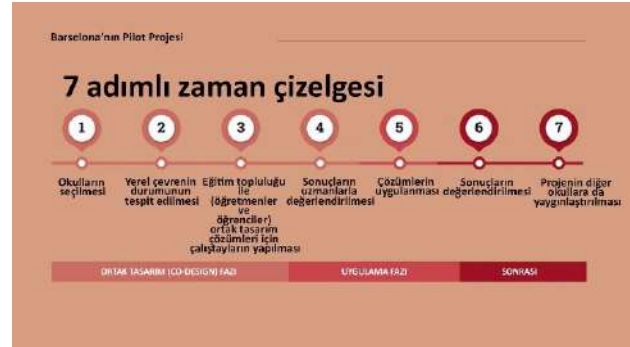 Barselona'nın Pilot Projesi
7 adımlı zaman çizelgesi
1 2 3 4 5 6 7
Okulların
seçilmesi
Yerel çevrenin
durumunun
tespit edilmesi
Eğitim topluluğu
ile
(öğretmenler
ve
öğrenciler)
ortak tasarım
çözümleri için
çalıştayların yapılması
Sonuçların
uzmanlarla
değerlendirilmesi
Çözümlerin
uygulanması
Sonuçların
değerlendirilmesi
Projenin diğer
okullara da
yaygınlaştırılması
ORTAK TASARIM (CO-DESIGN) FAZI
UYGULAMA FAZI
SONRASI